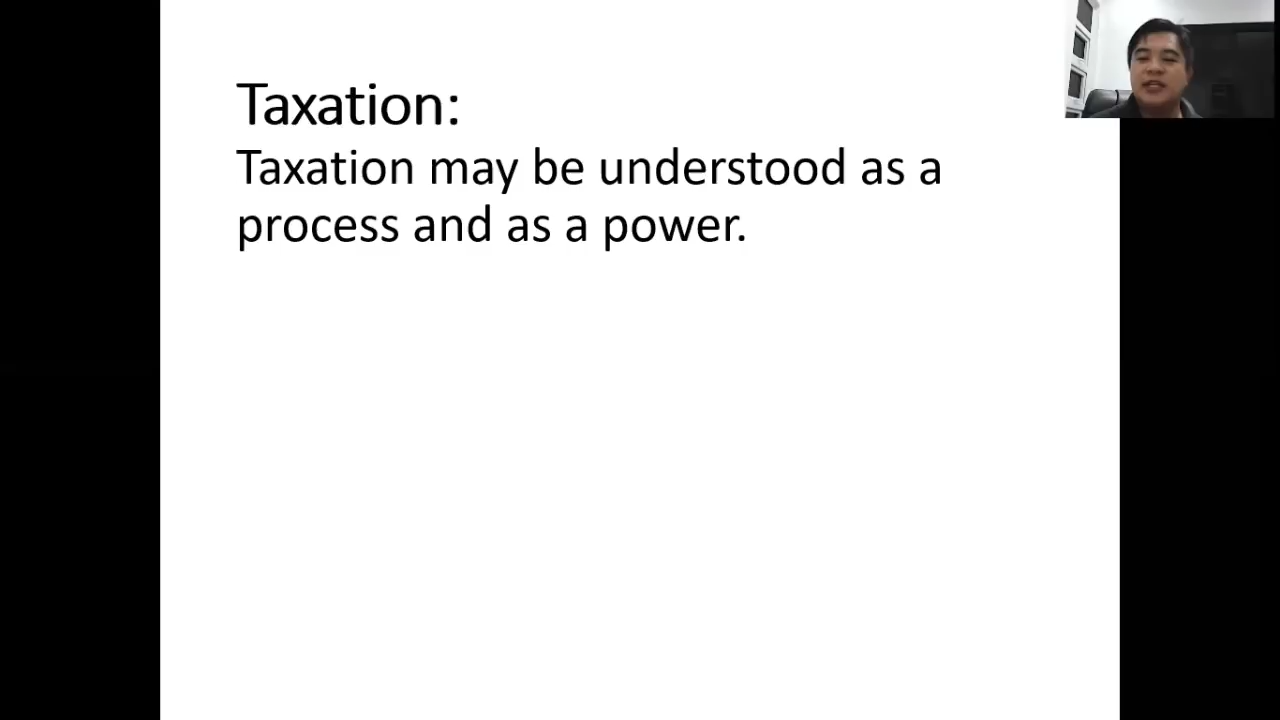 Taxation:
Taxation may be understood as a
process and as a power.